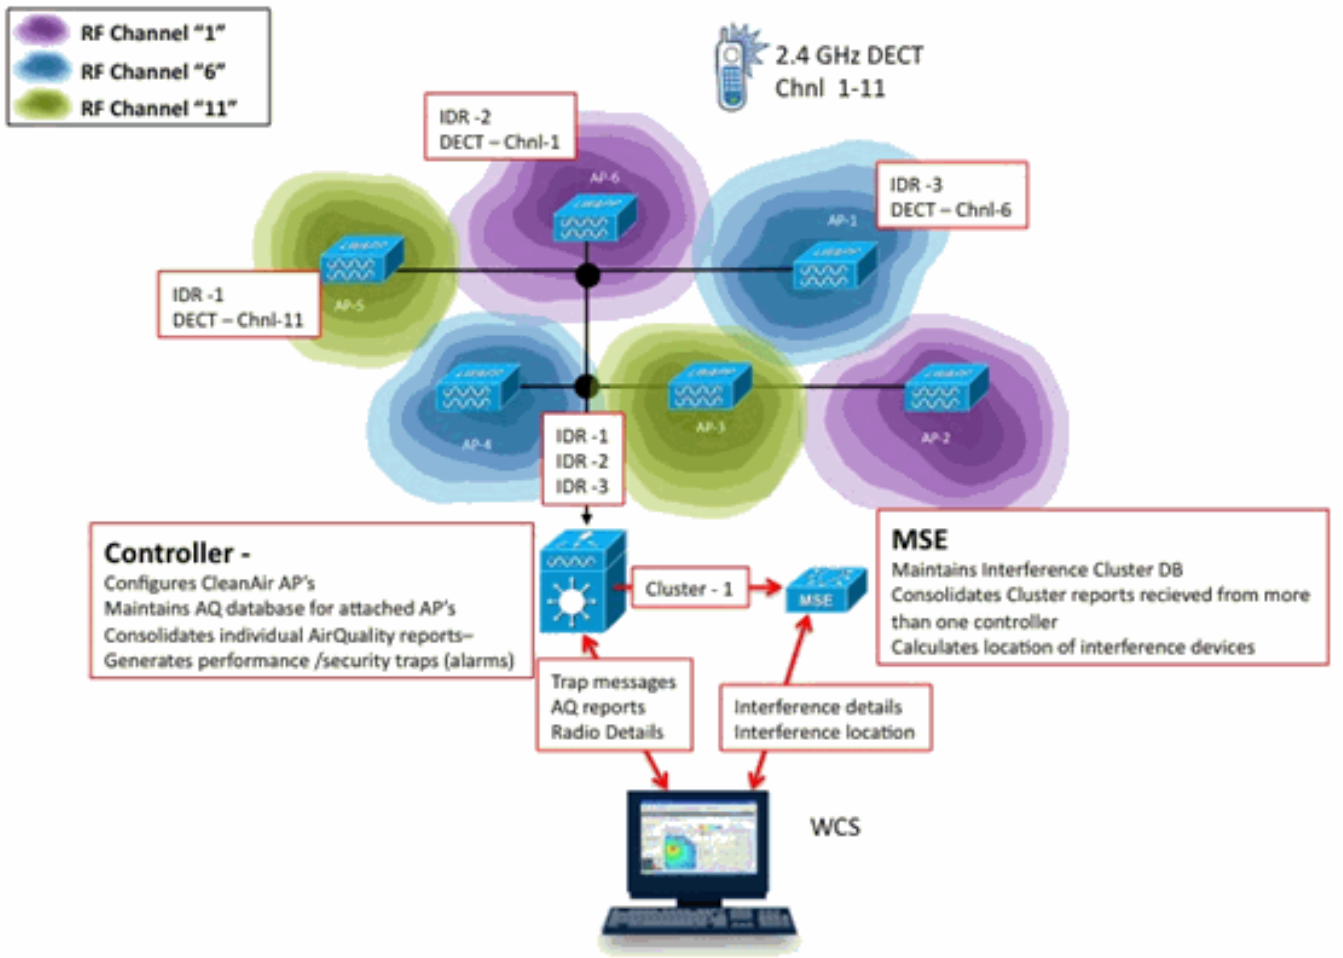 RF Channel “1”
RF Channel “6”
RF Channel “11”
2.4 GHz DECT
Chnl 1-11
IDR -2
DECT – Chnl-1
AP-6
IDR -3
DECT – Chnl-6
AP-1
IDR -1
DECT – Chnl-11
AP-5
AP-4
AP-3
AP-2
IDR -1
IDR -2
IDR -3
Controller -
Configures CleanAir AP’s
Maintains AQ database for attached AP’s
Consolidates individual AirQuality reports–
Generates performance /security traps (alarms)
Cluster - 1
MSE
MSE
Maintains Interference Cluster DB
Consolidates Cluster reports recieved from more
than one controller
Calculates location of interference devices
Trap messages
AQ reports
Radio Details
Interference details
Interference location
WCS